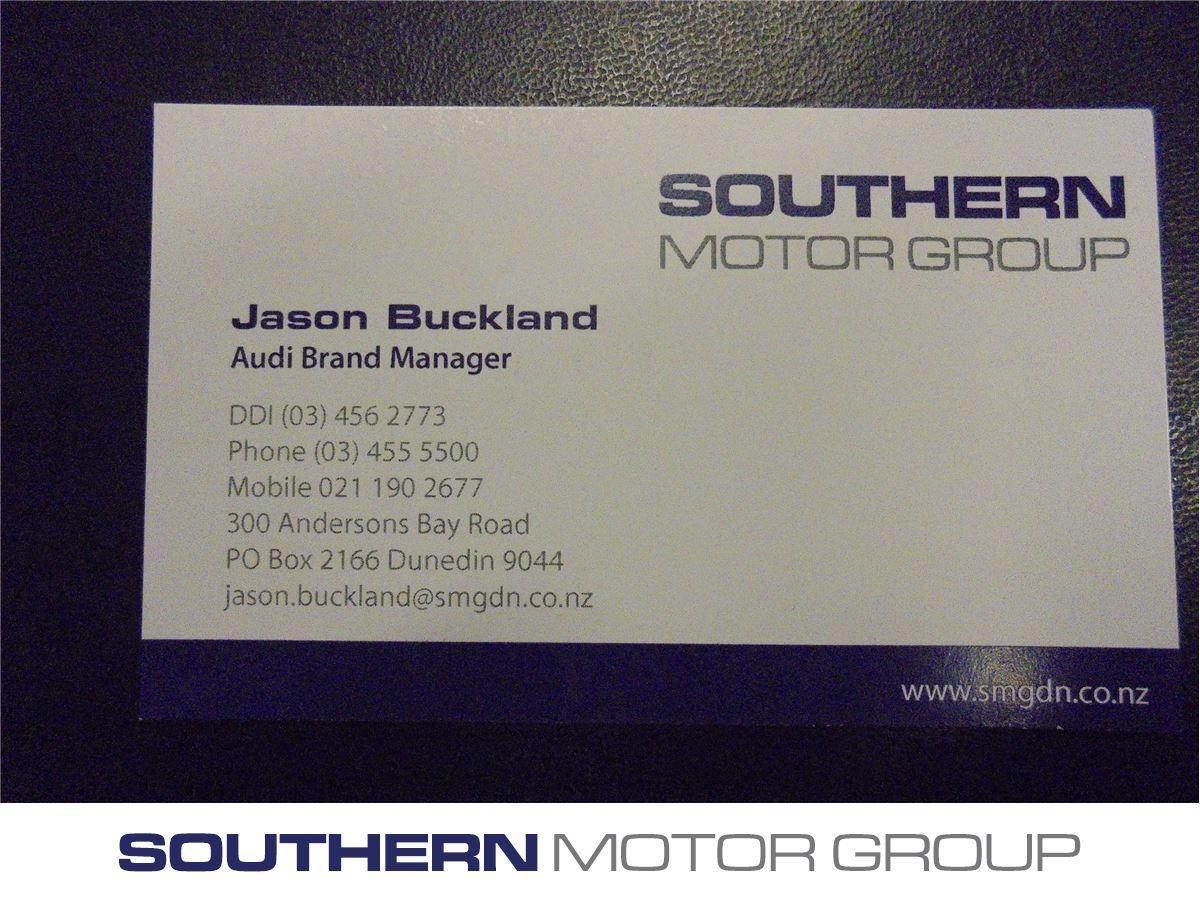 SOUTHERN
MOTOR GROUP
Jason Buckland
Audi Brand Manager
DDI (03) 456 2773
Phone (03) 455 5500
Mobile 021 190 2677
300 Andersons Bay Road
PO Box 2166 Dunedin 9044
jason.buckland@smgdn.co.nz
www.smgdn.co.nz
SOUTHERN MOTOR GROUP